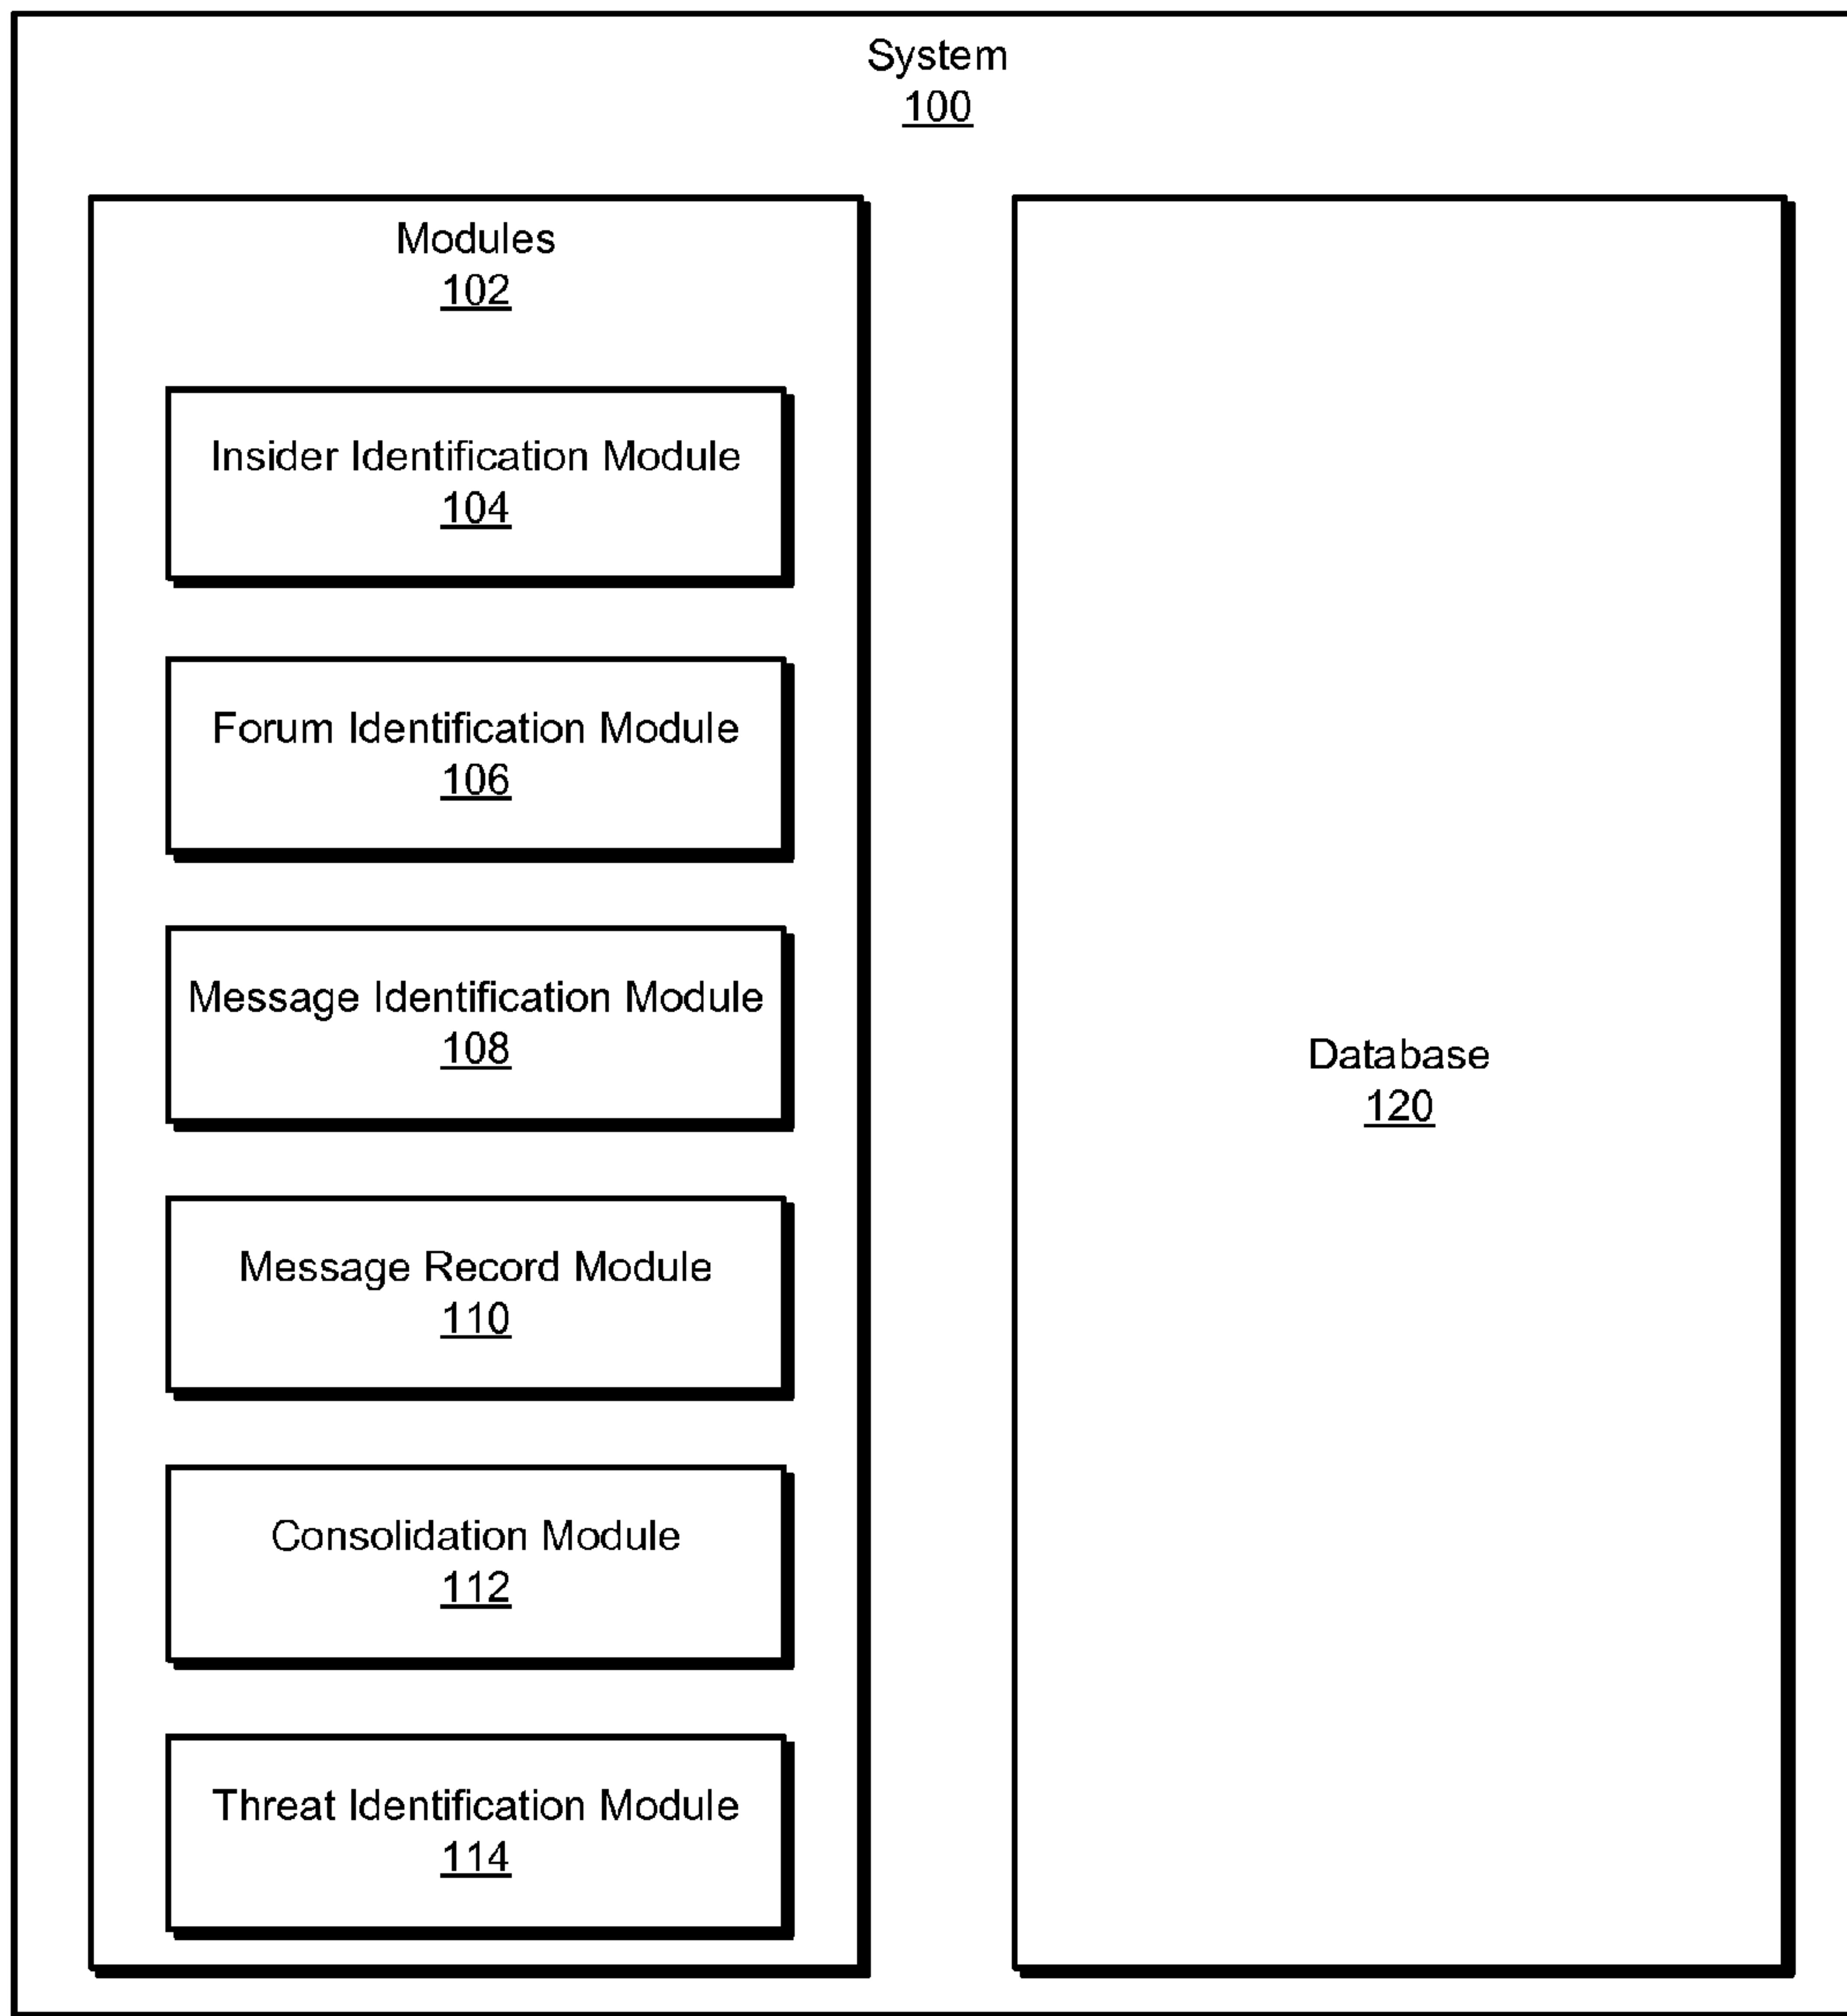 System
100
Modules
102
Insider Identification Module
104
Forum Identification Module
106
Message Identification Module
108
Message Record Module
110
Consolidation Module
112
Threat Identification Module
114
Database
120